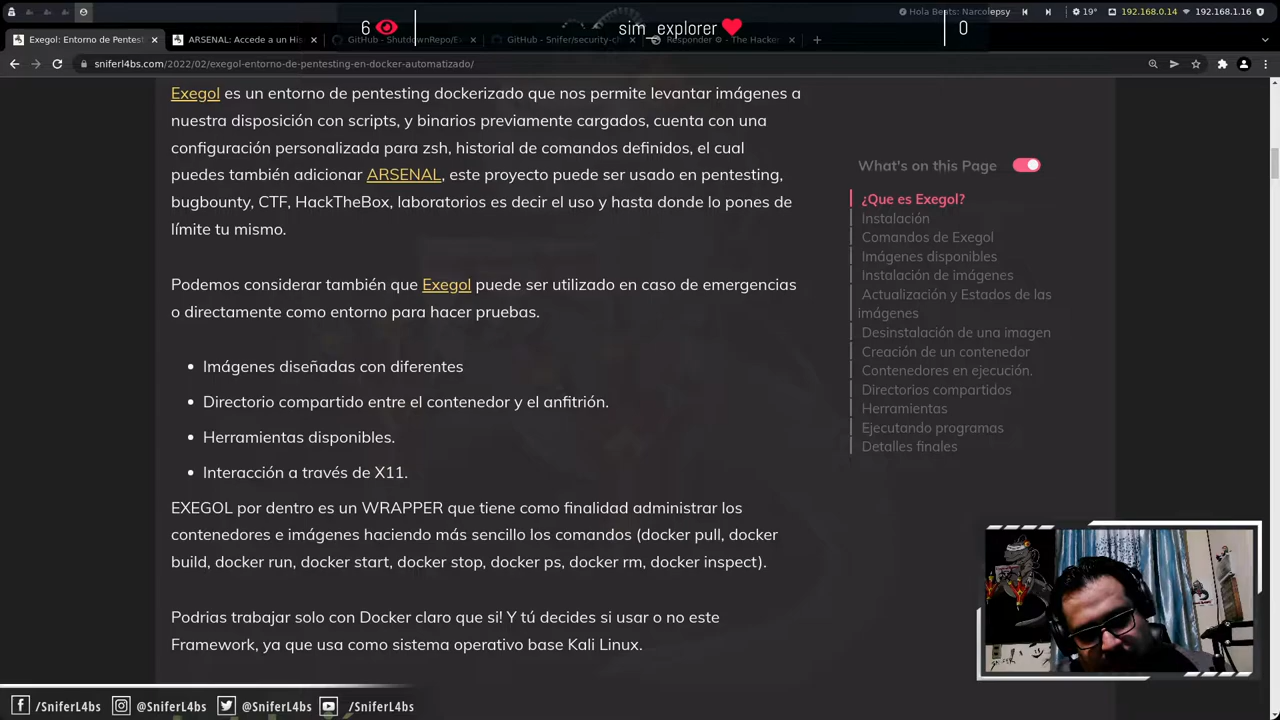 6
sim_explorer
0
Hola Beats: Narcolepsy
19°
192.168.0.14
192.168.1.16
Exegol: Entorno de Pentes
ARSENAL: Accede a un His
GitHub - ShutdownRepo/E
GitHub - Snifer/security-ch
Responder - The Hacker
sniferl4bs.com/2022/02/exegol-entorno-de-pentesting-en-docker-automatizado/
Exegol es un entorno de pentesting dockerizado que nos permite levantar imágenes a
nuestra disposición con scripts, y binarios previamente cargados, cuenta con una
configuración personalizada para zsh, historial de comandos definidos, el cual
puedes también adicionar ARSENAL, este proyecto puede ser usado en pentesting,
bugbounty, CTF, HackTheBox, laboratorios es decir el uso y hasta donde lo pones de
límite tu mismo.
Podemos considerar también que Exegol puede ser utilizado en caso de emergencias
o directamente como entorno para hacer pruebas.
Imágenes diseñadas con diferentes
Directorio compartido entre el contenedor y el anfitrión.
Herramientas disponibles.
Interacción a través de X11.
EXEGOL por dentro es un WRAPPER que tiene como finalidad administrar los
contenedores e imágenes haciendo más sencillo los comandos (docker pull, docker
build, docker run, docker start, docker stop, docker ps, docker rm, docker inspect).
Podrias trabajar solo con Docker claro que si! Y tú decides si usar o no este
Framework, ya que usa como sistema operativo base Kali Linux.
What's on this Page
¿Que es Exegol?
Instalación
Comandos de Exegol
Imágenes disponibles
Instalación de imágenes
Actualización y Estados de las
imágenes
Desinstalación de una imagen
Creación de un contenedor
Contenedores en ejecución.
Directorios compartidos
Herramientas
Ejecutando programas
Detalles finales
/SniferL4bs
@SniferL4bs
@SniferL4bs
/SniferL4bs